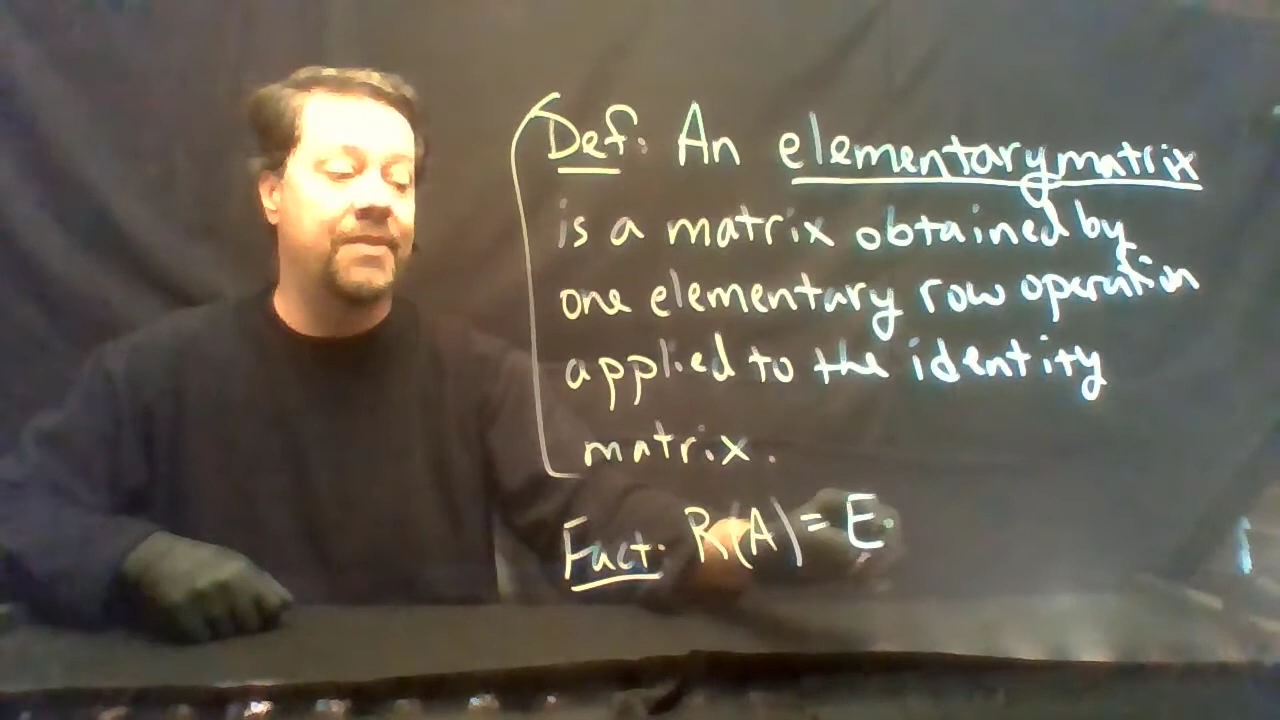 Def: An elementary matrix
is a matrix obtained by
one elementary row operation
applied to the identity
matrix.
Fact: R(A) = E·